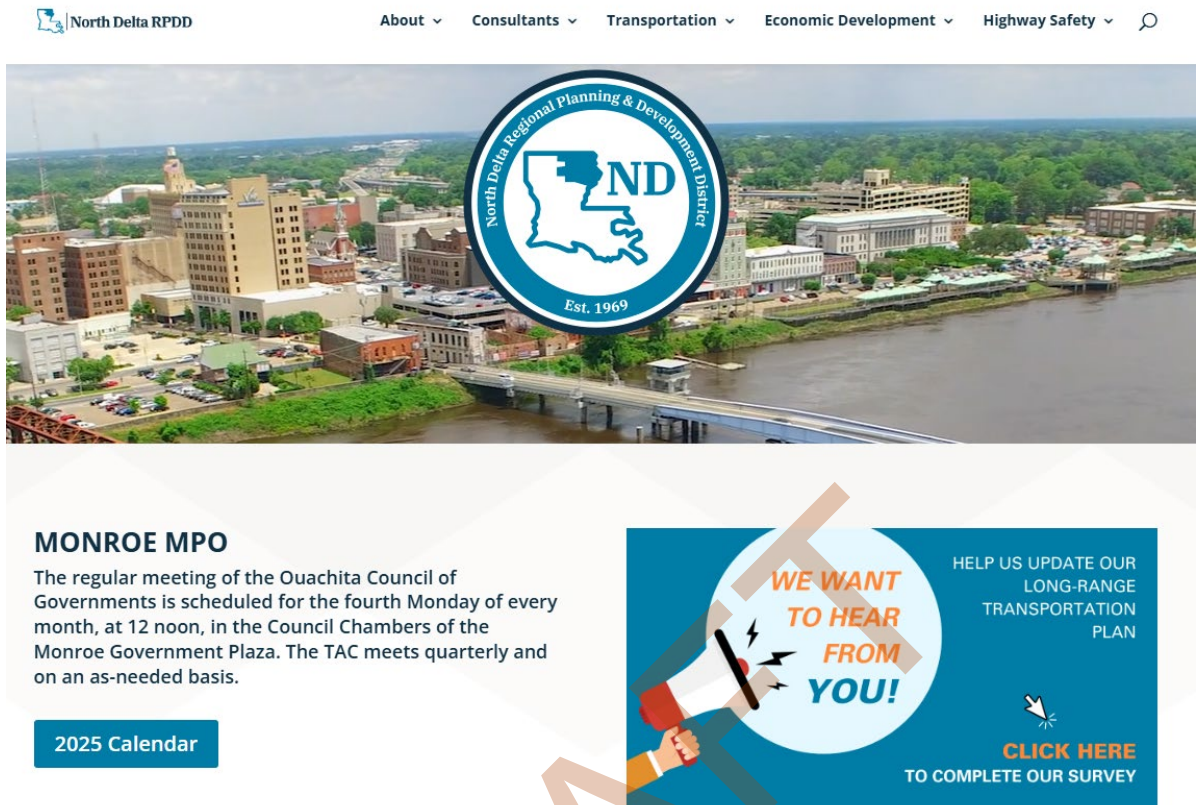 North Delta RPDD
About
Consultants
Transportation
Economic Development
Highway Safety
North Delta Regional Planning & Development District
ND
Est. 1969
MONROE MPO
The regular meeting of the Ouachita Council of
Governments is scheduled for the fourth Monday of every
month, at 12 noon, in the Council Chambers of the
Monroe Government Plaza. The TAC meets quarterly and
on an as-needed basis.
2025 Calendar
WE WANT
TO HEAR
FROM
YOU!
HELP US UPDATE OUR
LONG-RANGE
TRANSPORTATION
PLAN
CLICK HERE
TO COMPLETE OUR SURVEY